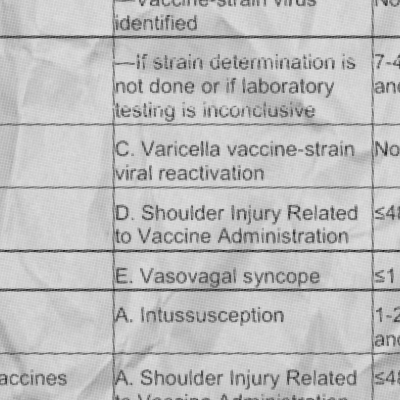 —vaccine-strain virus No
identified
—If strain determination is 7-4
not done or if laboratory and
testing is inconclusive
C. Varicella vaccine-strain No
viral reactivation
D. Shoulder Injury Related ≤48
to Vaccine Administration
E. Vasovagal syncope ≤1
A. Intussusception 1-2
and
accines A. Shoulder Injury Related ≤48
to Vaccine Administration